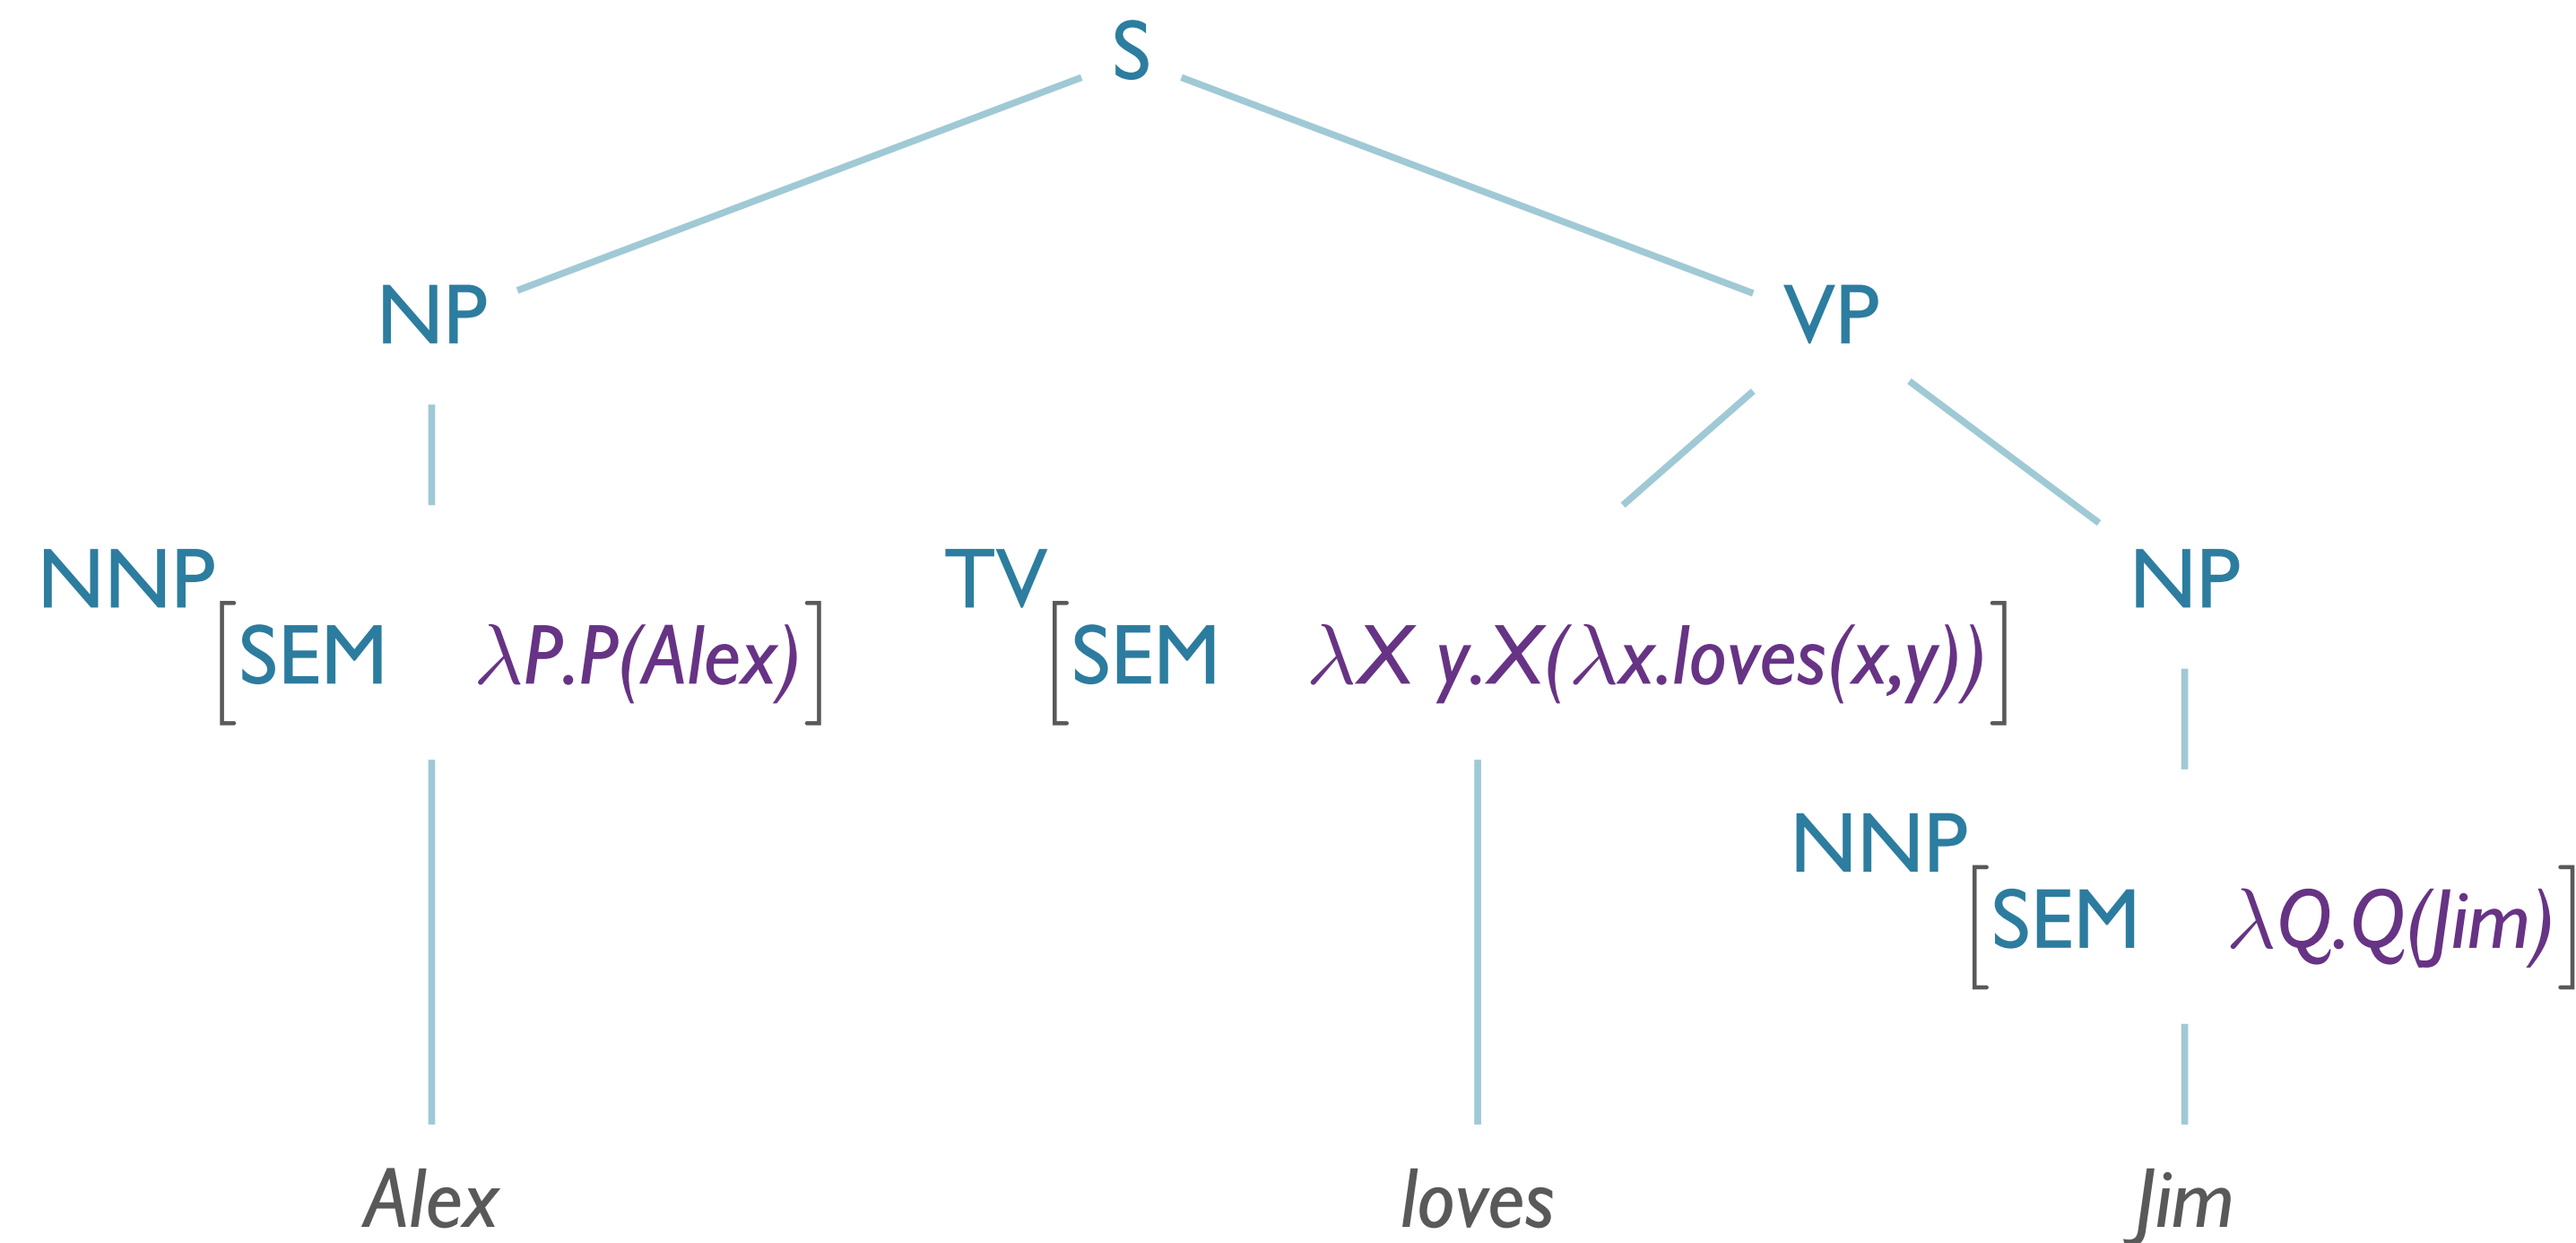 S
NP VP
NNP TV NP
[SEM λP.P(Alex)] [SEM λX y.X(λx.loves(x,y))]
NNP
[SEM λQ.Q(Jim)]
Alex loves Jim